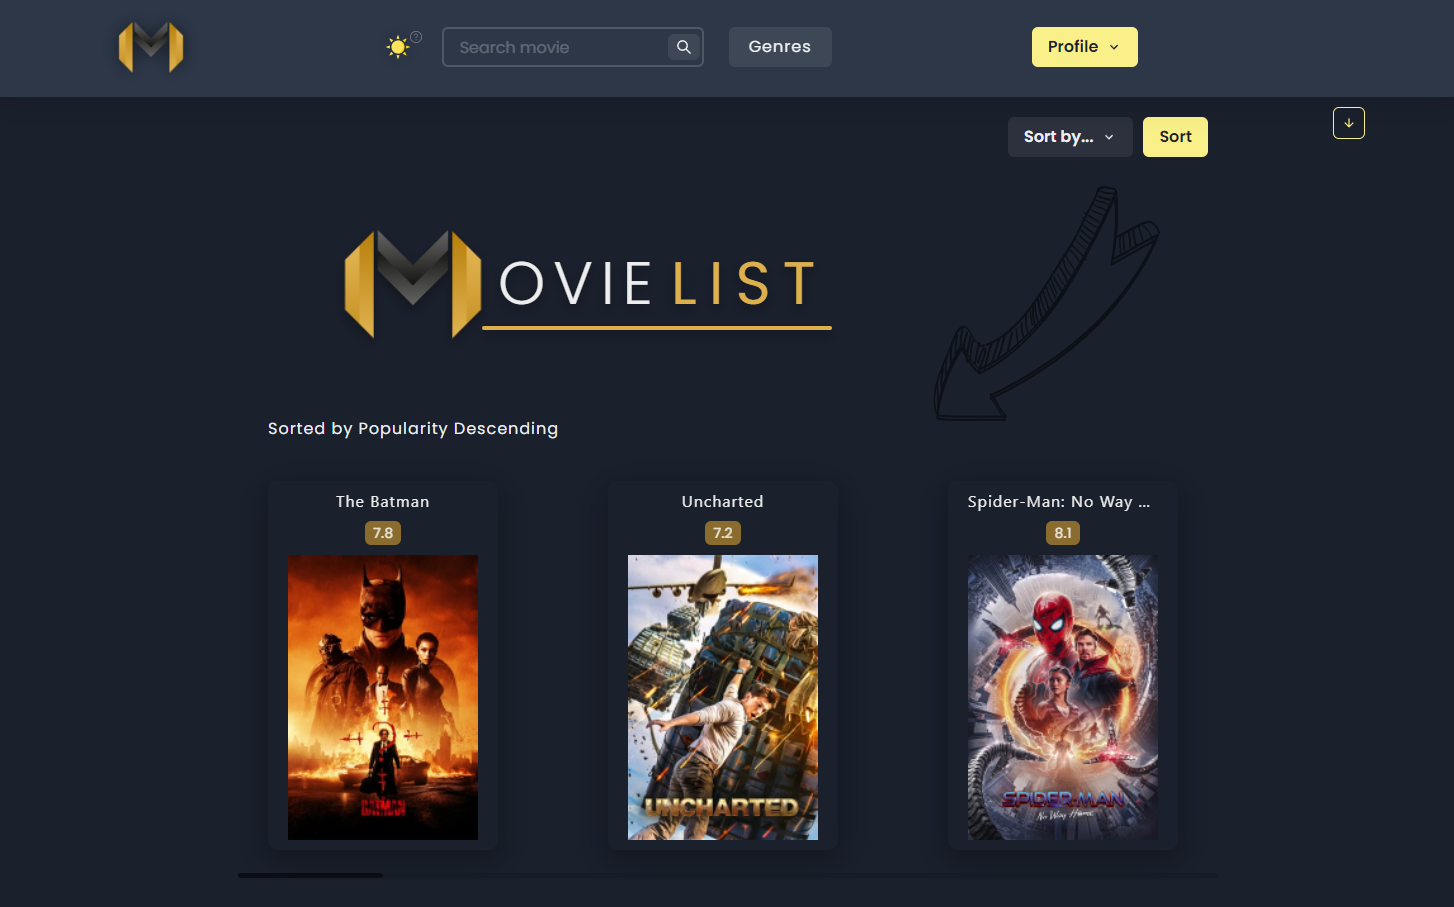 Search movie
Genres
Profile
Sort by...
Sort
MOVIE LIST
Sorted by Popularity Descending
The Batman
7.8
Uncharted
7.2
Spider-Man: No Way ...
8.1
THE BATMAN
UNCHARTED
SPIDER-MAN
No Way Home